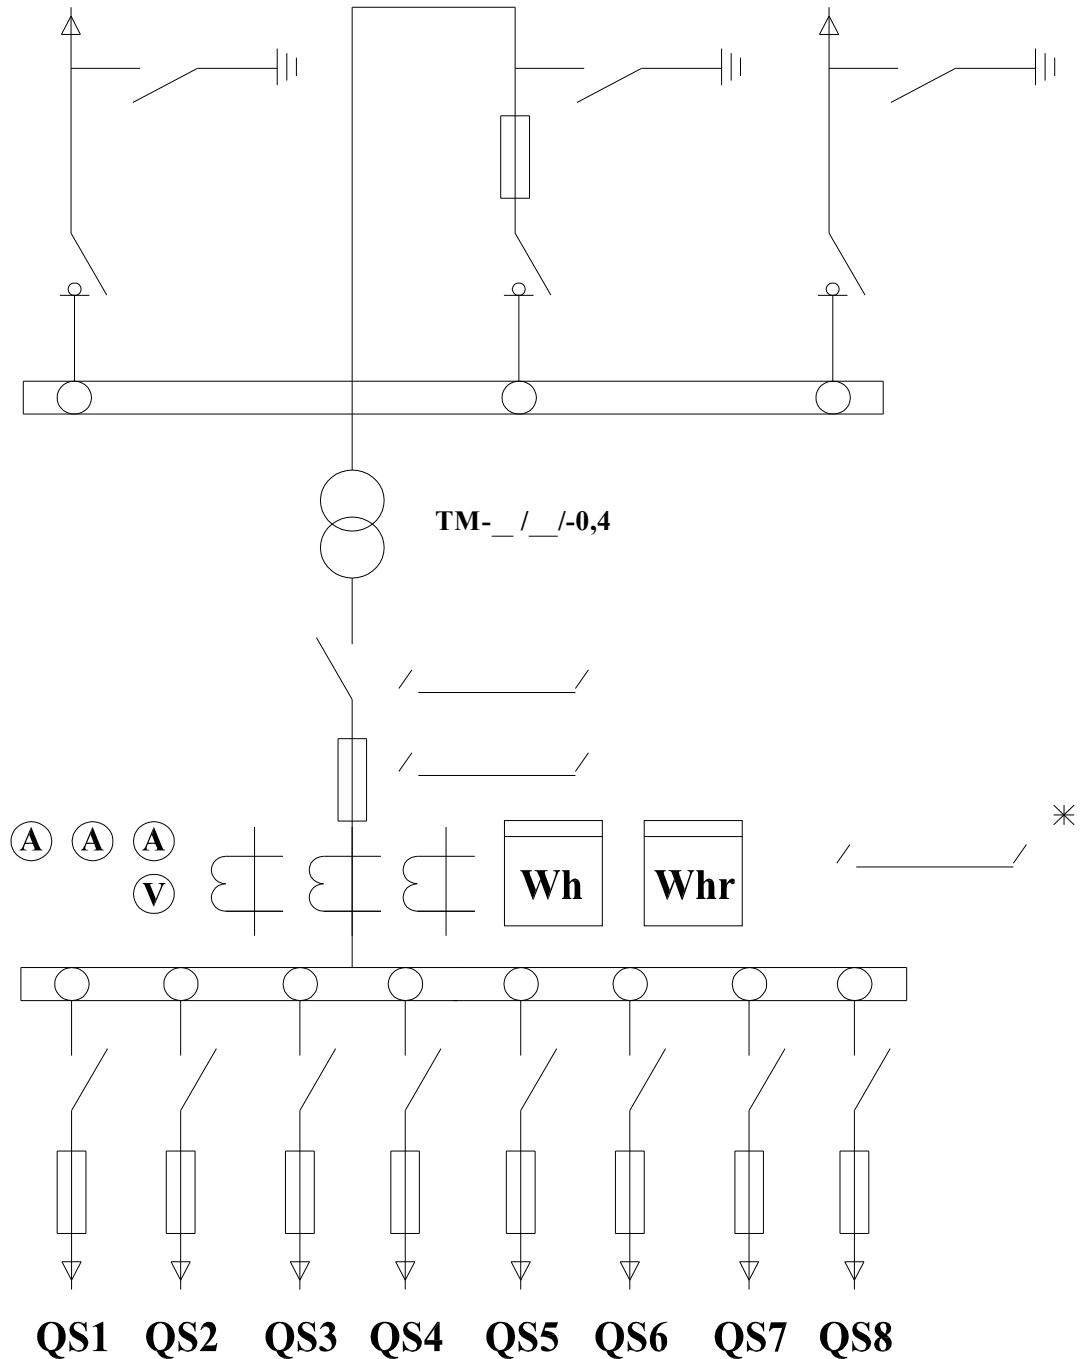 ТМ-__ /__/-0,4
A A A
V
Wh Whr
*
QS1 QS2 QS3 QS4 QS5 QS6 QS7 QS8